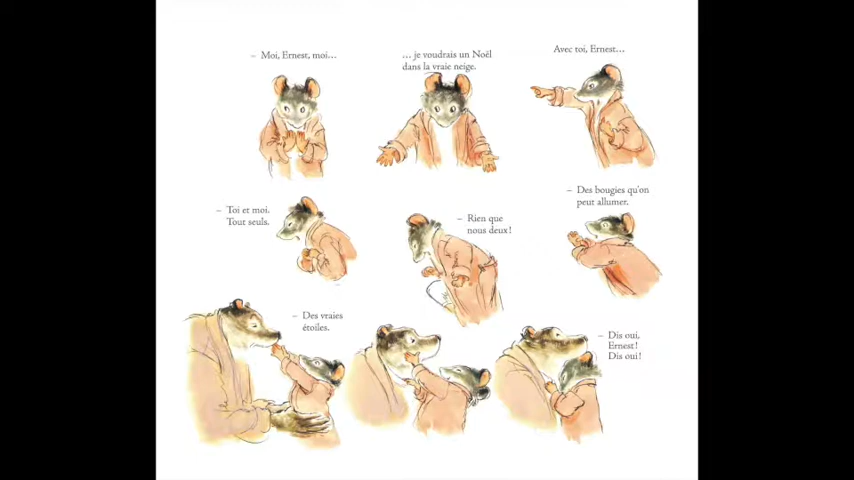 – Moi, Ernest, moi...
... je voudrais un Noël
dans la vraie neige.
Avec toi, Ernest...
– Toi et moi.
Tout seuls.
– Rien que
nous deux !
– Des bougies qu'on
peut allumer.
– Des vraies
étoiles.
– Dis oui,
Ernest !
Dis oui !